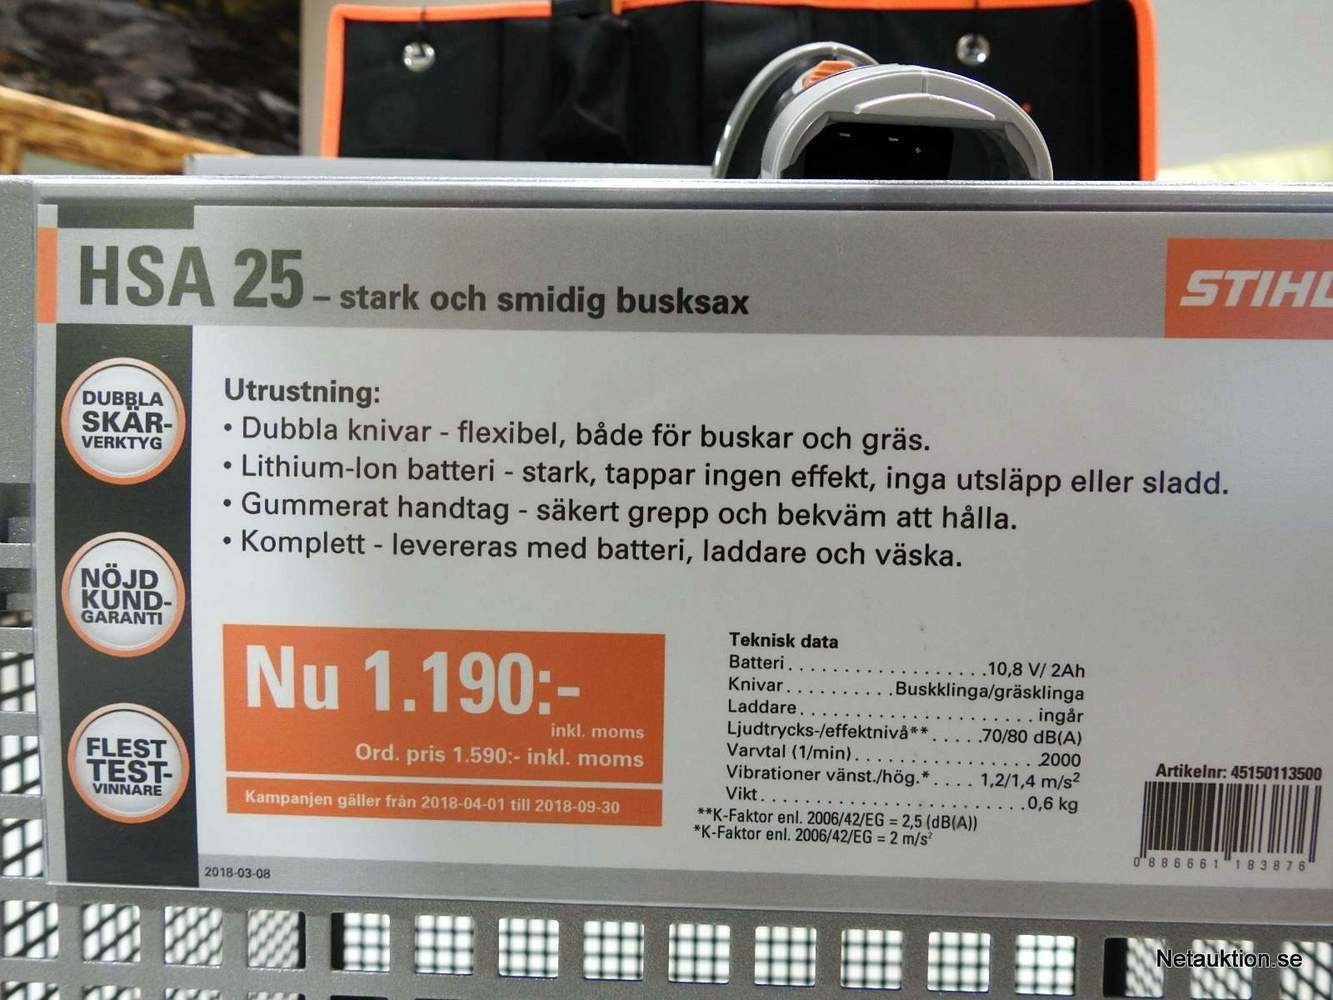 HSA 25 – stark och smidig busksax
STIHL
DUBBLA
SKÄR-
VERKTYG
Utrustning:
• Dubbla knivar - flexibel, både för buskar och gräs.
• Lithium-Ion batteri - stark, tappar ingen effekt, inga utsläpp eller sladd.
• Gummerat handtag - säkert grepp och bekväm att hålla.
• Komplett - levereras med batteri, laddare och väska.
NÖJD
KUND-
GARANTI
FLEST
TEST-
VINNARE
Nu 1.190:-
inkl. moms
Ord. pris 1.590:- inkl. moms
Kampanjen gäller från 2018-04-01 till 2018-09-30
Teknisk data
Batteri..................10,8 V/ 2Ah
Knivar..........Buskklinga/gräsklinga
Laddare......................ingår
Ljudtrycks-/effektnivå**.....70/80 dB(A)
Varvtal (1/min)..................2000
Vibrationer vänst./hög.*....1,2/1,4 m/s²
Vikt.........................0,6 kg
**K-Faktor enl. 2006/42/EG = 2,5 (dB(A))
*K-Faktor enl. 2006/42/EG = 2 m/s²
Artikelnr: 45150113500
0 886661 183876
2018-03-08
Netauktion.se